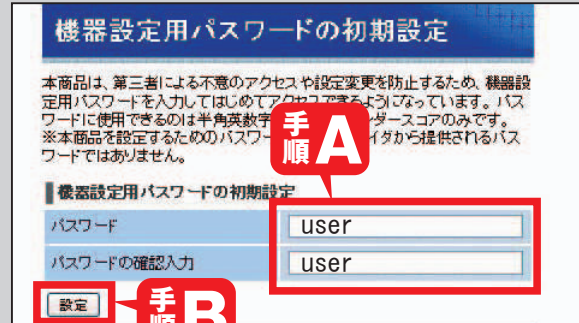 機器設定用パスワードの初期設定
本商品は、第三者による不意のアクセスや設定変更を防止するため、機器設
定用パスワードを入力してはじめてアクセスできるようになっています。パス
ワードに使用できるのは半角英数字 ダースコアのみです。
※本商品を設定するためのパスワー イダから提供されるパス
ワードではありません。
手順A
機器設定用パスワードの初期設定
パスワード user
パスワードの確認入力 user
設定 手順B